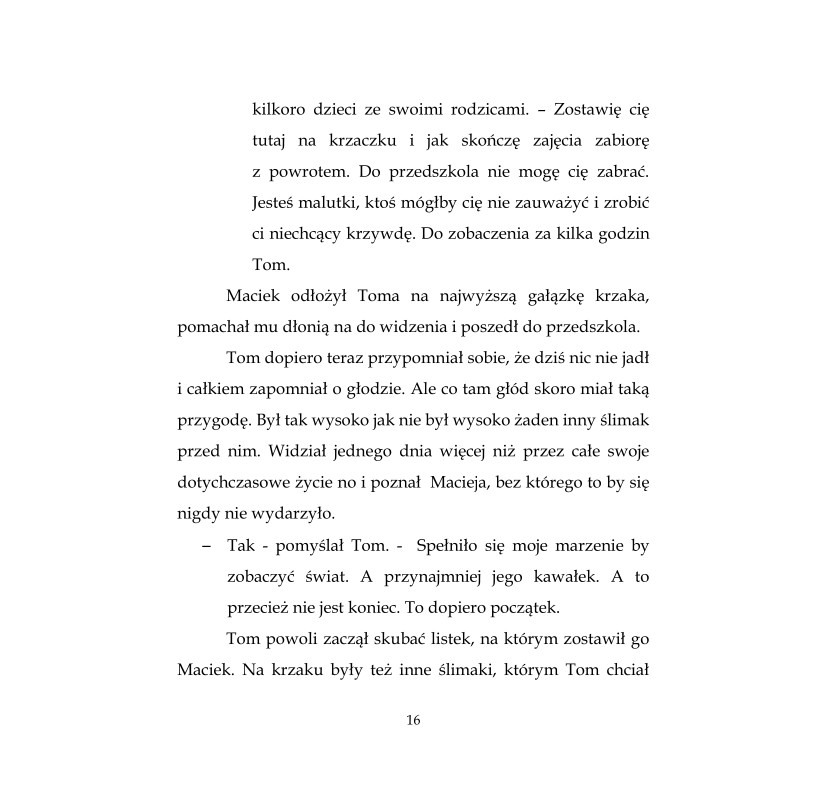 kilkoro dzieci ze swoimi rodzicami. – Zostawię cię
tutaj na krzaczku i jak skończę zajęcia zabiorę
z powrotem. Do przedszkola nie mogę cię zabrać.
Jesteś malutki, ktoś mógłby cię nie zauważyć i zrobić
ci niechcący krzywdę. Do zobaczenia za kilka godzin
Tom.
Maciek odłożył Toma na najwyższą gałązkę krzaka,
pomachał mu dłonią na do widzenia i poszedł do przedszkola.
Tom dopiero teraz przypomniał sobie, że dziś nic nie jadł
i całkiem zapomniał o głodzie. Ale co tam głód skoro miał taką
przygodę. Był tak wysoko jak nie był wysoko żaden inny ślimak
przed nim. Widział jednego dnia więcej niż przez całe swoje
dotychczasowe życie no i poznał  Macieja, bez którego to by się
nigdy nie wydarzyło.
– Tak - pomyślał Tom. -  Spełniło się moje marzenie by
zobaczyć świat. A przynajmniej jego kawałek. A to
przecież nie jest koniec. To dopiero początek.
Tom powoli zaczął skubać listek, na którym zostawił go
Maciek. Na krzaku były też inne ślimaki, którym Tom chciał
16